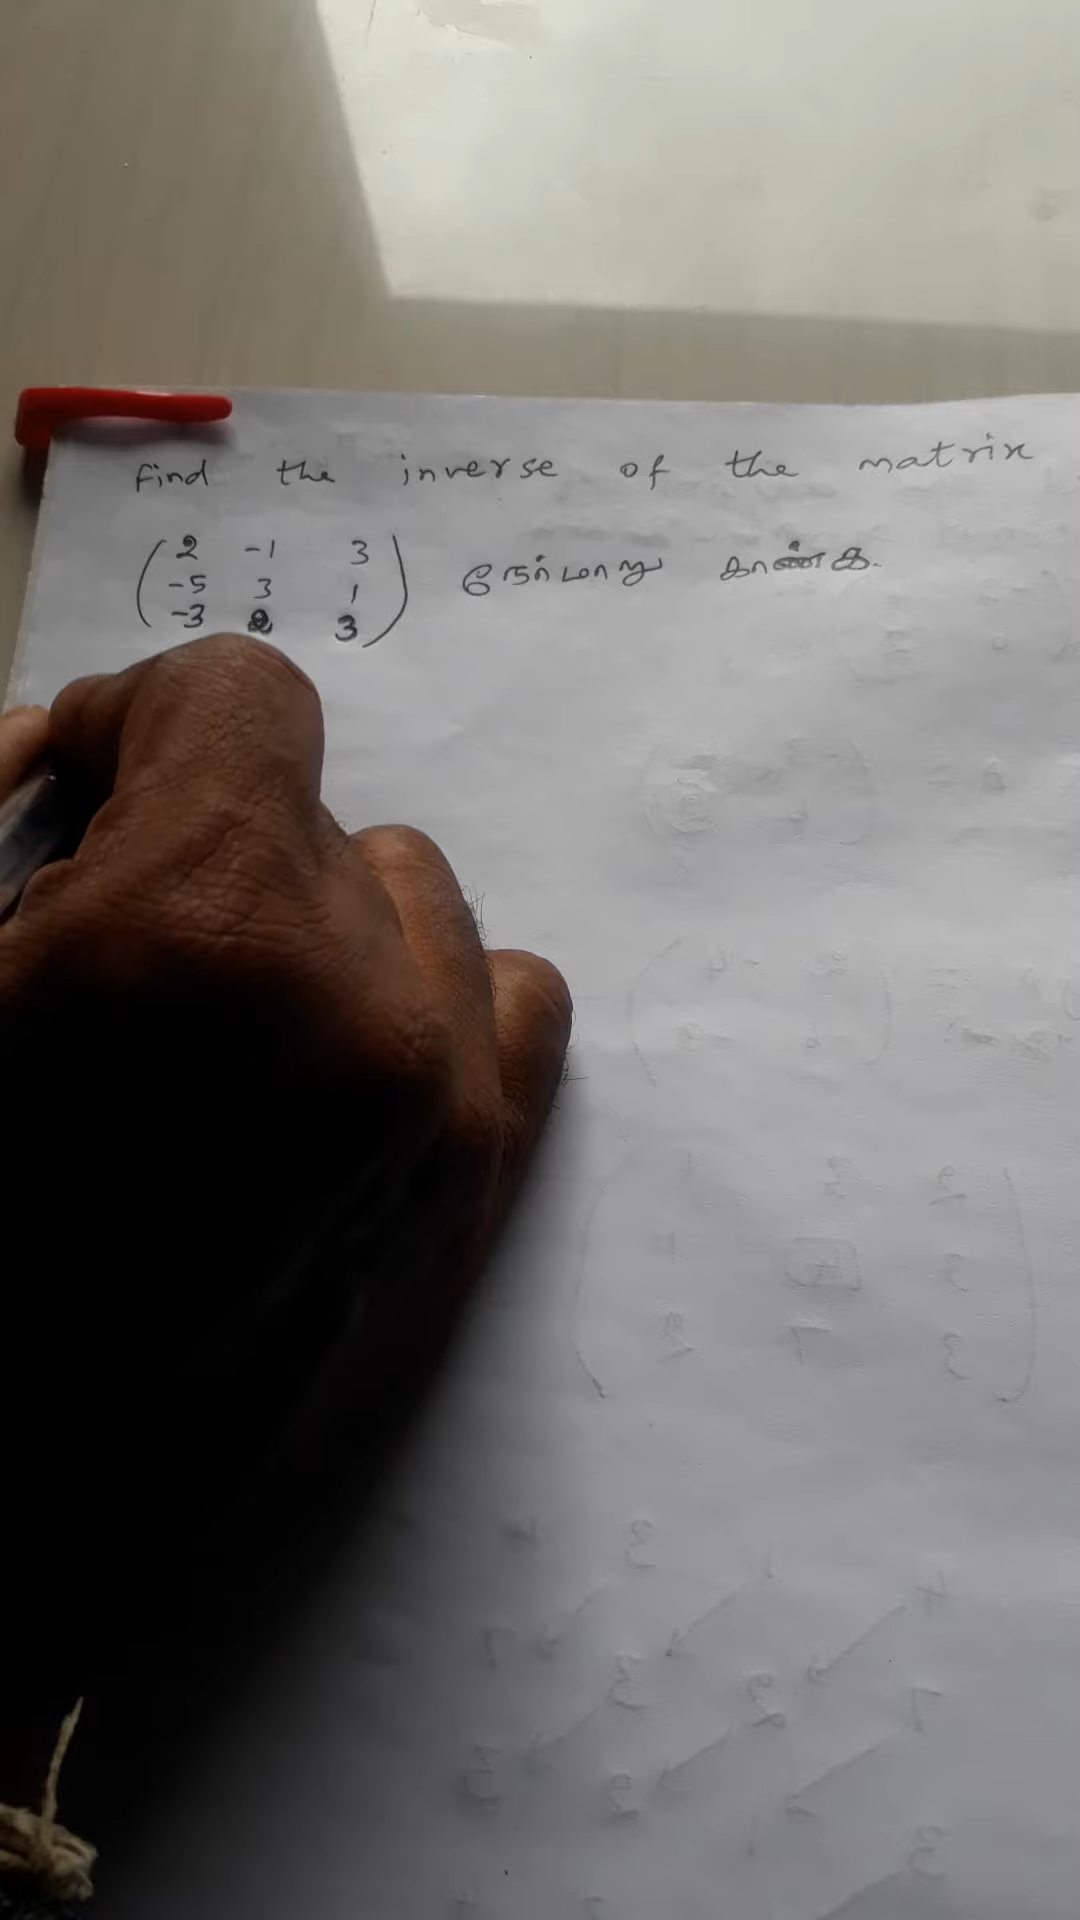 Find the inverse of the matrix
2 -1 3
-5 3 1 நேர்மாறு காண்க.
-3 2 3